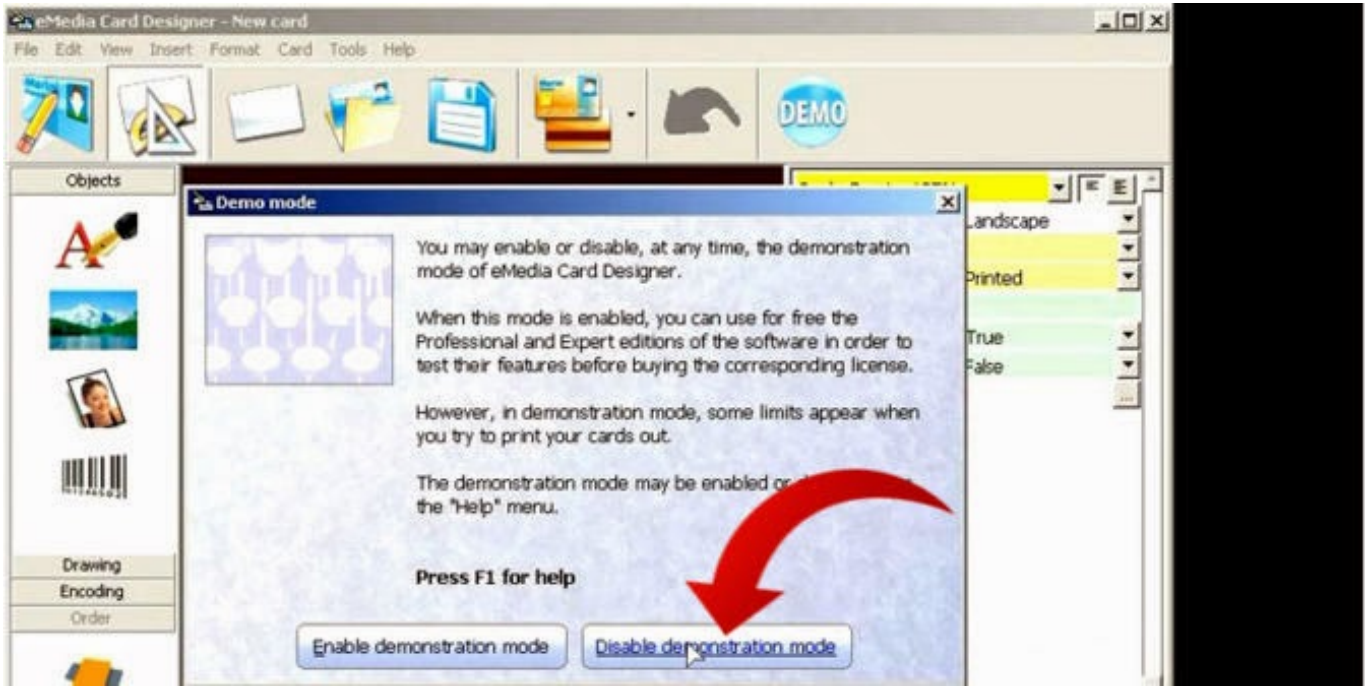 eMedia Card Designer - New card
File Edit View Insert Format Card Tools Help
DEMO
Objects
Demo mode
Landscape
You may enable or disable, at any time, the demonstration
mode of eMedia Card Designer.
Printed
When this mode is enabled, you can use for free the
Professional and Expert editions of the software in order to
test their features before buying the corresponding license.
True
False
However, in demonstration mode, some limits appear when
you try to print your cards out.
The demonstration mode may be enabled or
the "Help" menu.
Drawing
Press F1 for help
Encoding
Order
Enable demonstration mode
Disable demonstration mode